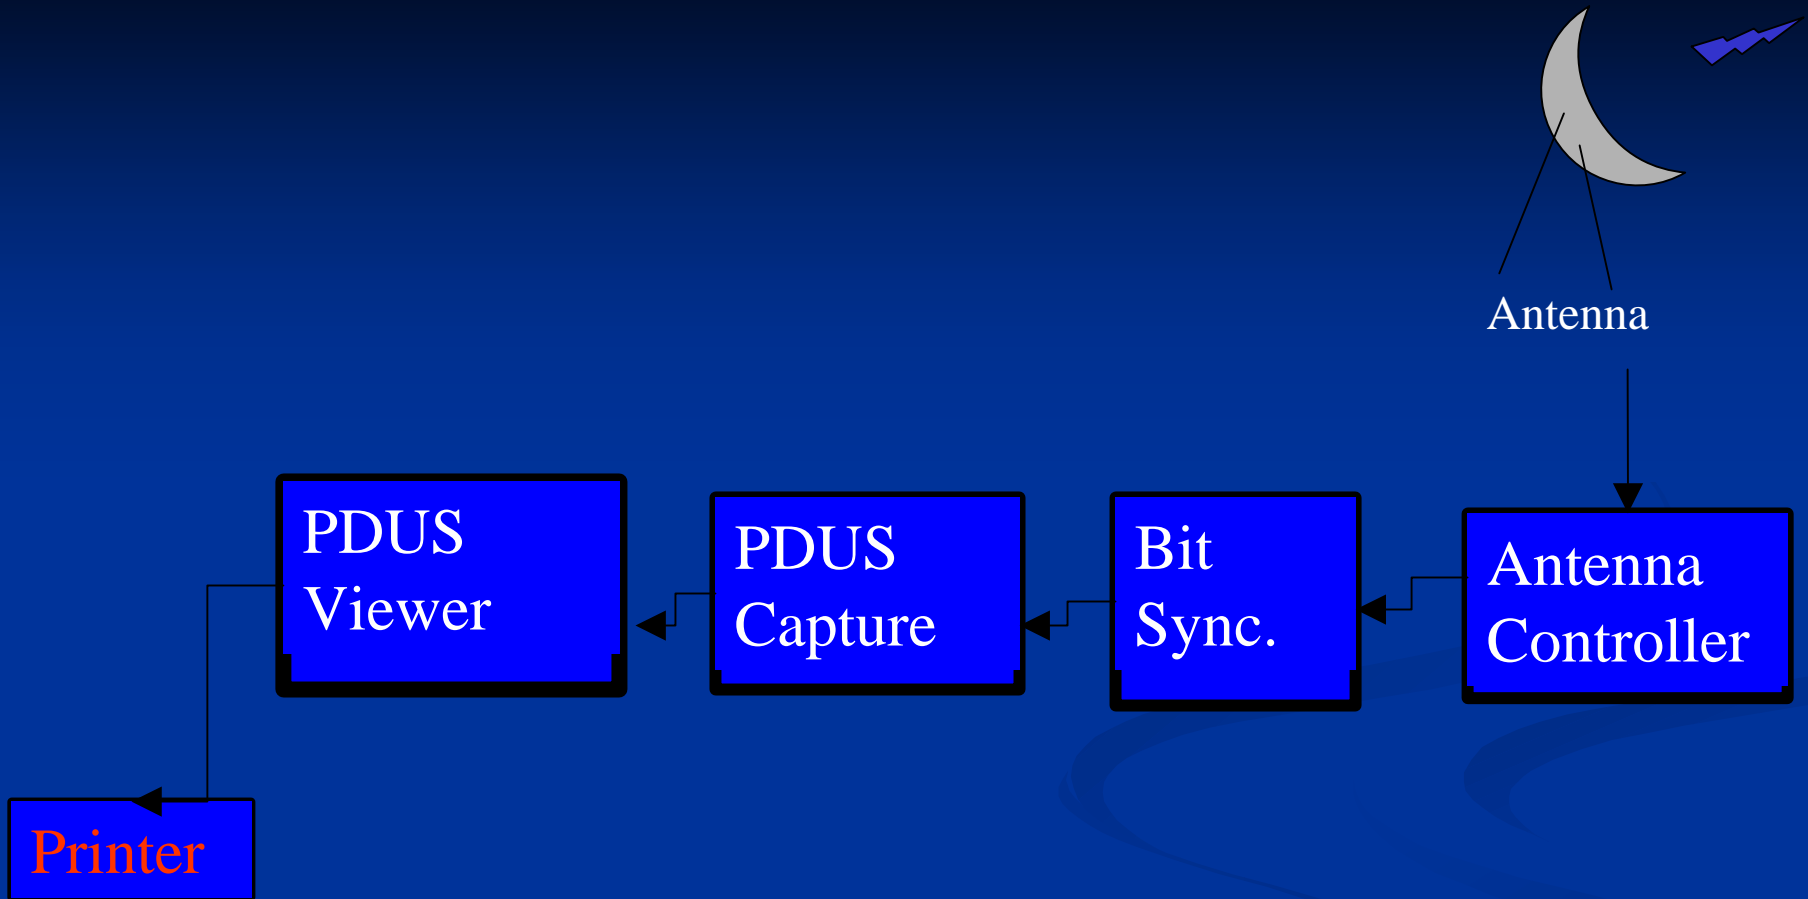 Antenna
PDUS
Viewer
PDUS
Capture
Bit
Sync.
Antenna
Controller
Printer